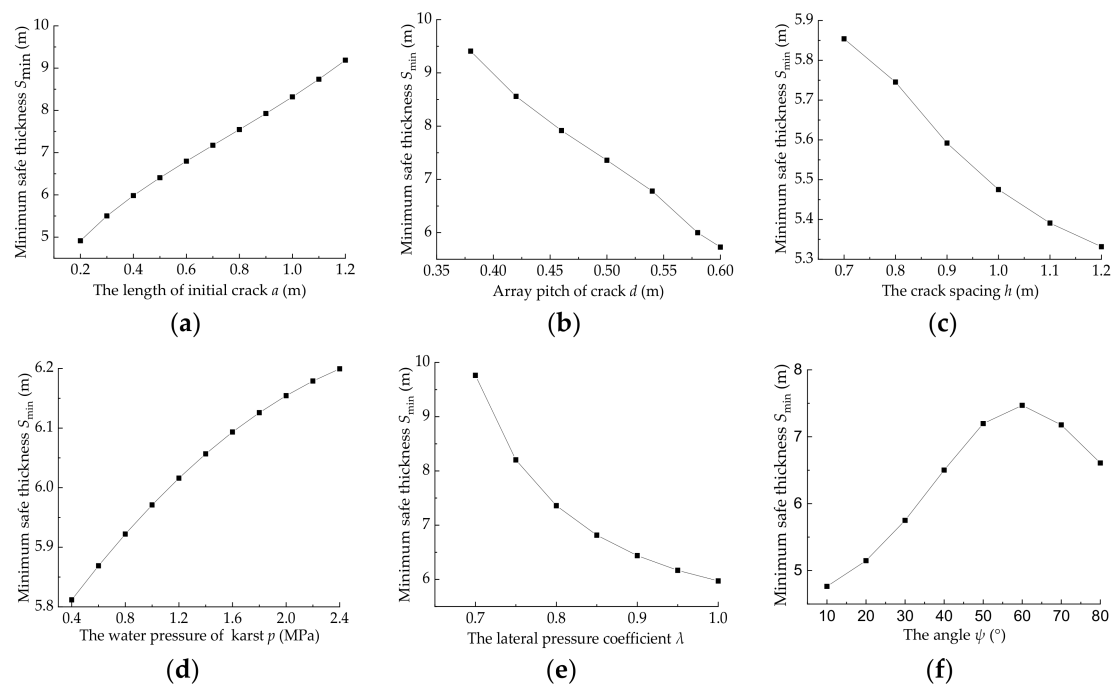 10
9
8
7
6
5
Minimum safe thickness Smin (m)
0.2 0.4 0.6 0.8 1.0 1.2
The length of initial crack a (m)
(a)
10
9
8
7
6
Minimum safe thickness Smin (m)
0.35 0.40 0.45 0.50 0.55 0.60
Array pitch of crack d (m)
(b)
5.9
5.8
5.7
5.6
5.5
5.4
5.3
Minimum safe thickness Smin (m)
0.7 0.8 0.9 1.0 1.1 1.2
The crack spacing h (m)
(c)
6.2
6.1
6.0
5.9
5.8
Minimum safe thickness Smin (m)
0.4 0.8 1.2 1.6 2.0 2.4
The water pressure of karst p (MPa)
(d)
10
9
8
7
6
Minimum safe thickness Smin (m)
0.7 0.8 0.9 1.0
The lateral pressure coefficient λ
(e)
8
7
6
5
Minimum safe thickness Smin (m)
10 20 30 40 50 60 70 80
The angle ψ (°)
(f)